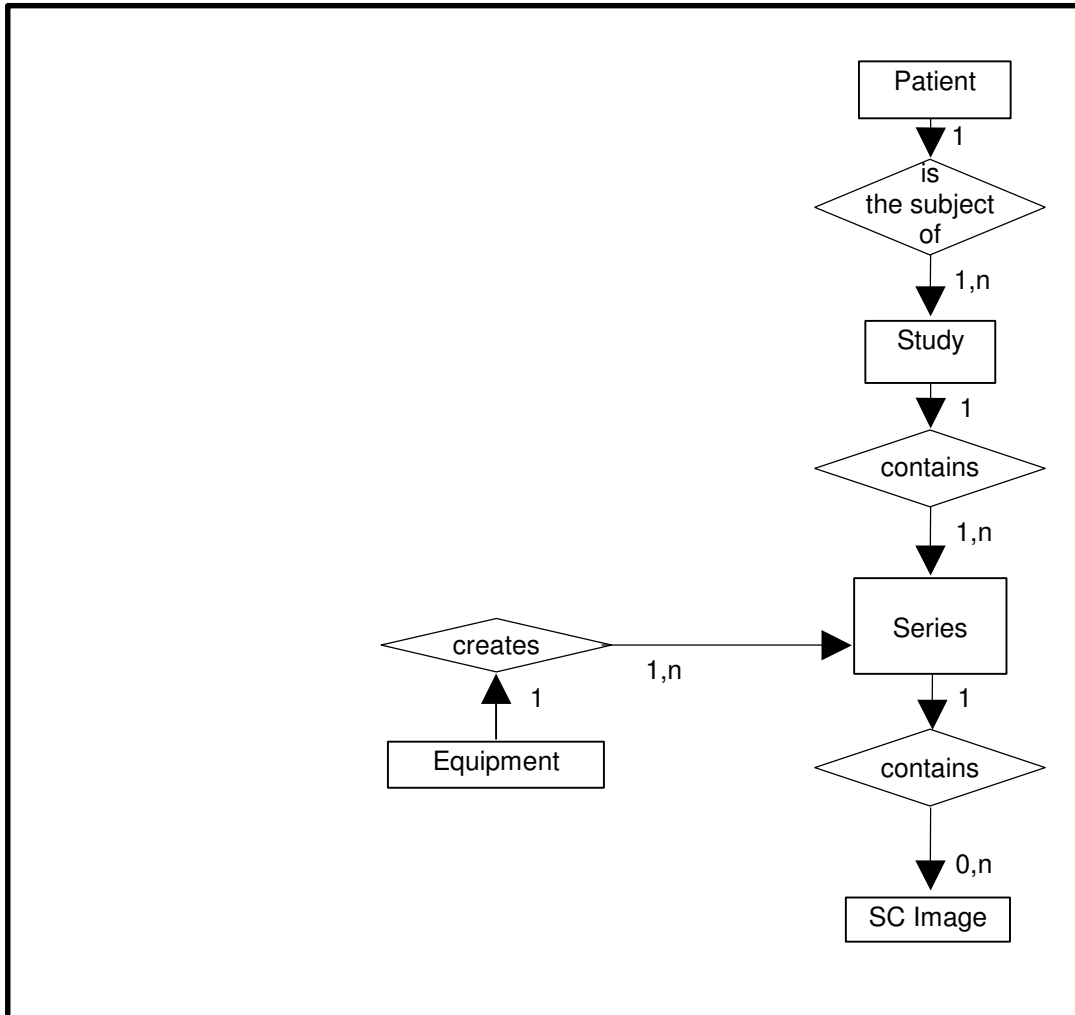 Patient
1
is
the subject
of
1,n
Study
1
contains
1,n
Series
creates
1,n
1
1
Equipment
contains
0,n
SC Image